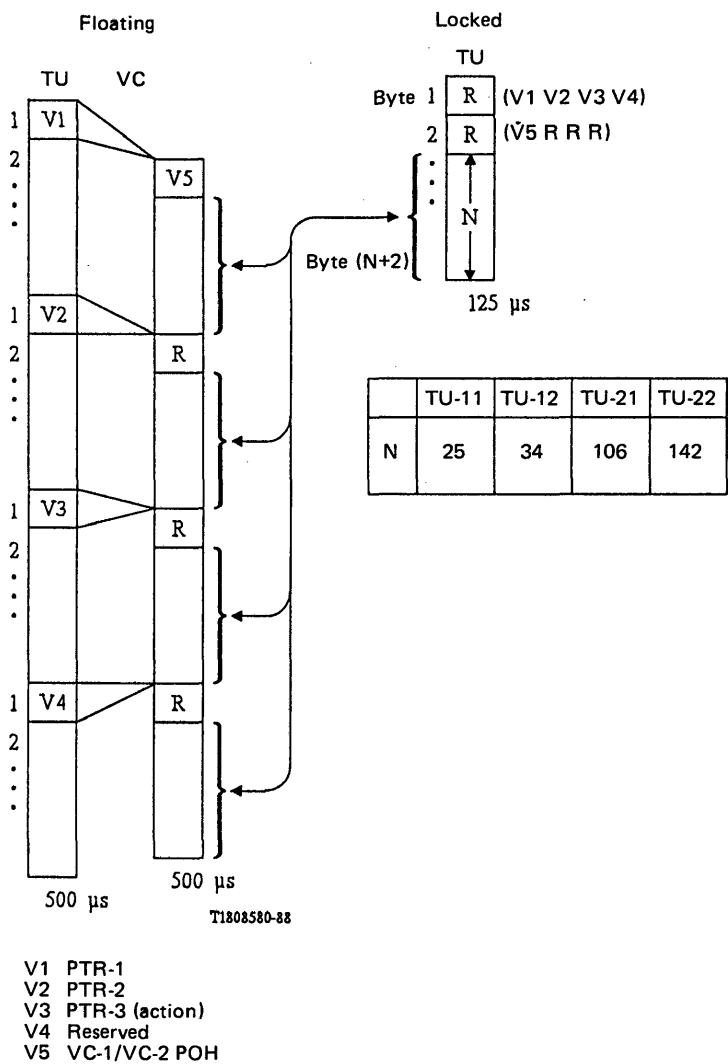 Floating
Locked
TU VC
TU
Byte 1 R (V1 V2 V3 V4)
2 R (V5 R R R)
N
Byte (N+2)
125 µs
1 V1
2
V5
1 V2
2
R
1 V3
2
R
1 V4
2
R
500 µs
500 µs
T1808580-88
TU-11 TU-12 TU-21 TU-22
N 25 34 106 142
V1 PTR-1
V2 PTR-2
V3 PTR-3 (action)
V4 Reserved
V5 VC-1/VC-2 POH